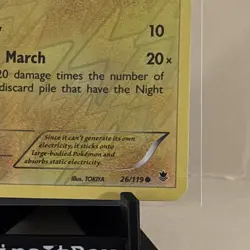 10
March 20×
20 damage times the number of
discard pile that have the Night
Since it can't generate its own
electricity, it sticks onto
large-bodied Pokémon and
absorbs static electricity.
Illus. TOKIYA 26/119